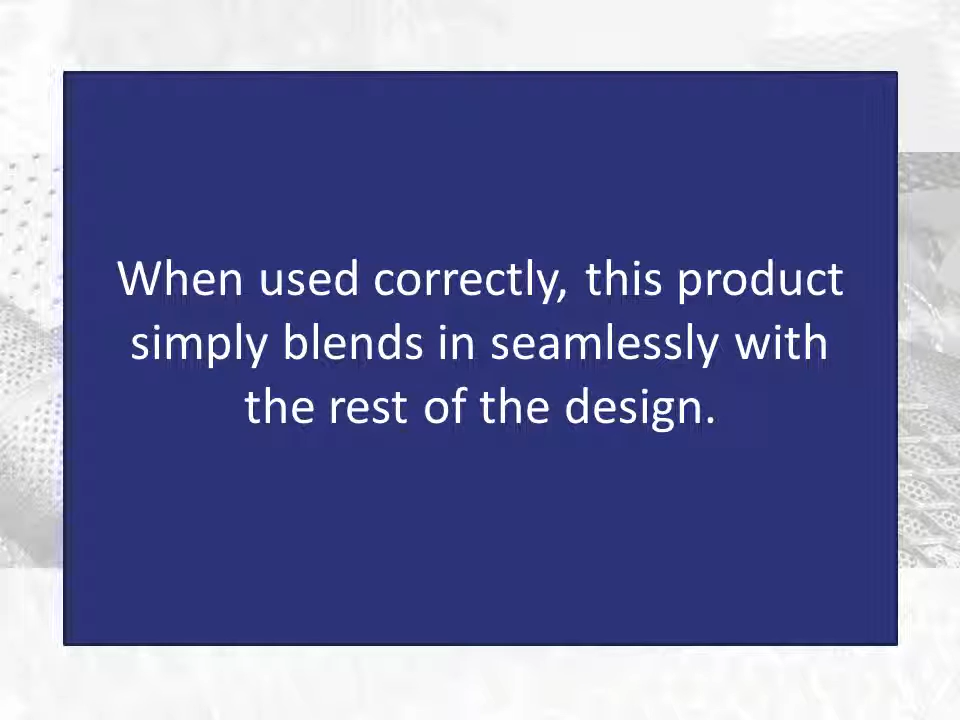 When used correctly, this product
simply blends in seamlessly with
the rest of the design.